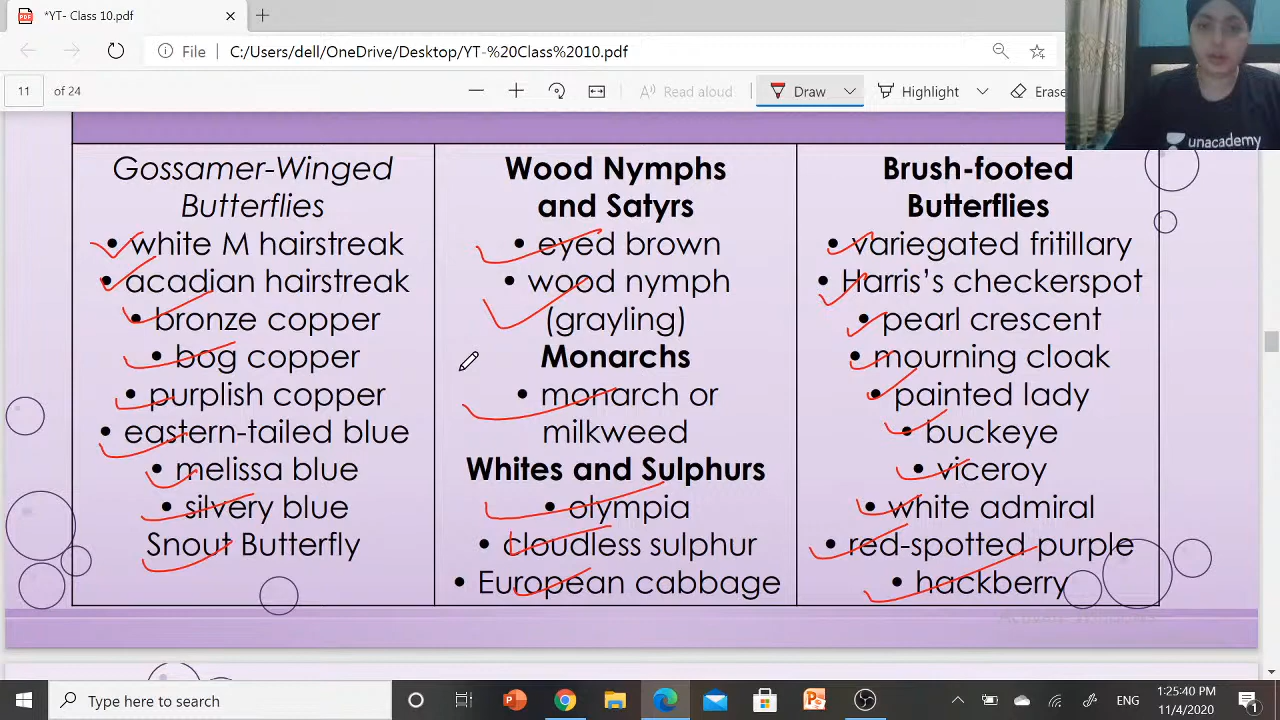 *YT- Class 10.pdf
File
C:/Users/dell/OneDrive/Desktop/YT-%20Class%2010.pdf
11 of 24
Read aloud
Draw
Highlight
Erase
unacademy
Gossamer-Winged
Butterflies
• white M hairstreak
• acadian hairstreak
• bronze copper
• bog copper
• purplish copper
• eastern-tailed blue
• melissa blue
• silvery blue
Snout Butterfly
Wood Nymphs
and Satyrs
• eyed brown
• wood nymph
(grayling)
Monarchs
• monarch or
milkweed
Whites and Sulphurs
• olympia
• cloudless sulphur
• European cabbage
Brush-footed
Butterflies
• variegated fritillary
• Harris’s checkerspot
• pearl crescent
• mourning cloak
• painted lady
• buckeye
• viceroy
• white admiral
• red-spotted purple
• hackberry
Activate Windows
Type here to search
ENG
1:25:40 PM
11/4/2020
1